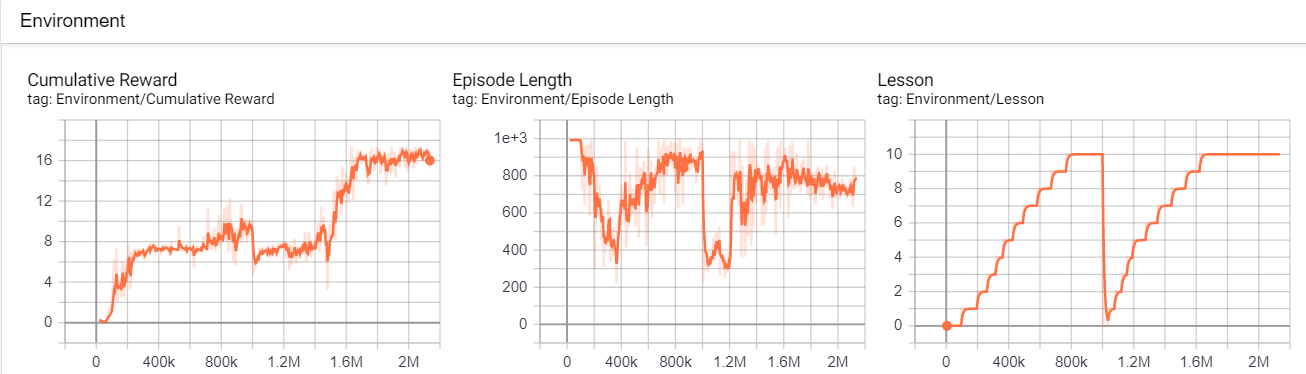 Environment
Cumulative Reward
tag: Environment/Cumulative Reward
16
12
8
4
0
0 400k 800k 1.2M 1.6M 2M
Episode Length
tag: Environment/Episode Length
1e+3
800
600
400
200
0
0 400k 800k 1.2M 1.6M 2M
Lesson
tag: Environment/Lesson
10
8
6
4
2
0
0 400k 800k 1.2M 1.6M 2M